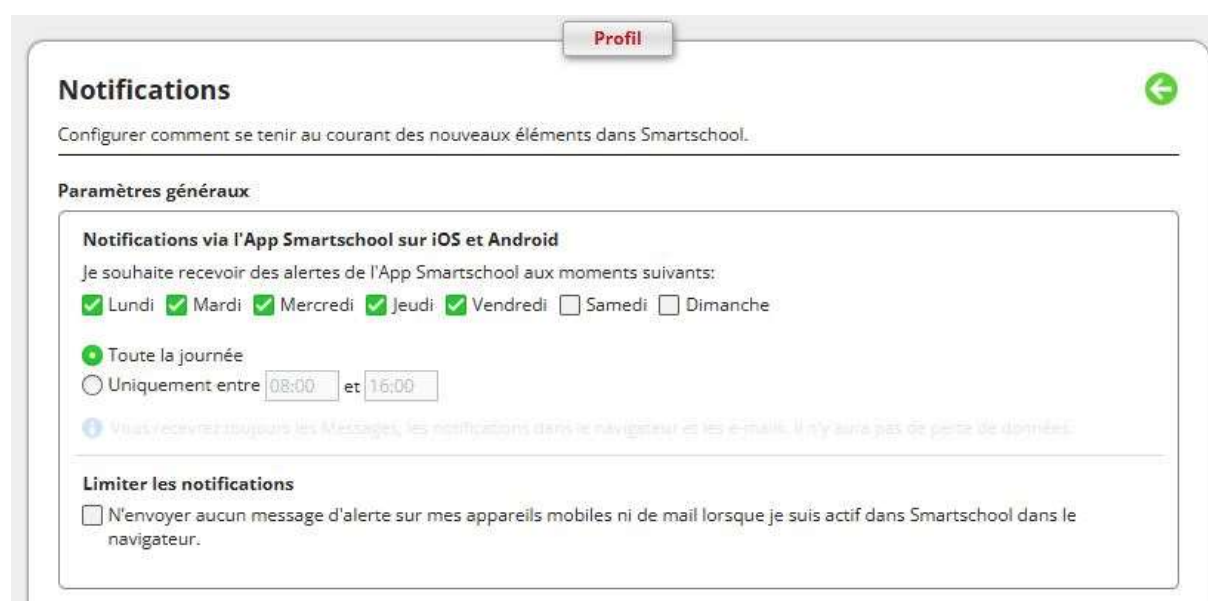 Profil
Notifications
Configurer comment se tenir au courant des nouveaux éléments dans Smartschool.
Paramètres généraux
Notifications via l'App Smartschool sur iOS et Android
Je souhaite recevoir des alertes de l'App Smartschool aux moments suivants:
Lundi Mardi Mercredi Jeudi Vendredi Samedi Dimanche
Toute la journée
Uniquement entre 08:00 et 16:00
Vous recevrez toujours les Messages, les notifications dans le navigateur et les e-mails. Il n'y aura pas de perte de données.
Limiter les notifications
N'envoyer aucun message d'alerte sur mes appareils mobiles ni de mail lorsque je suis actif dans Smartschool dans le
navigateur.